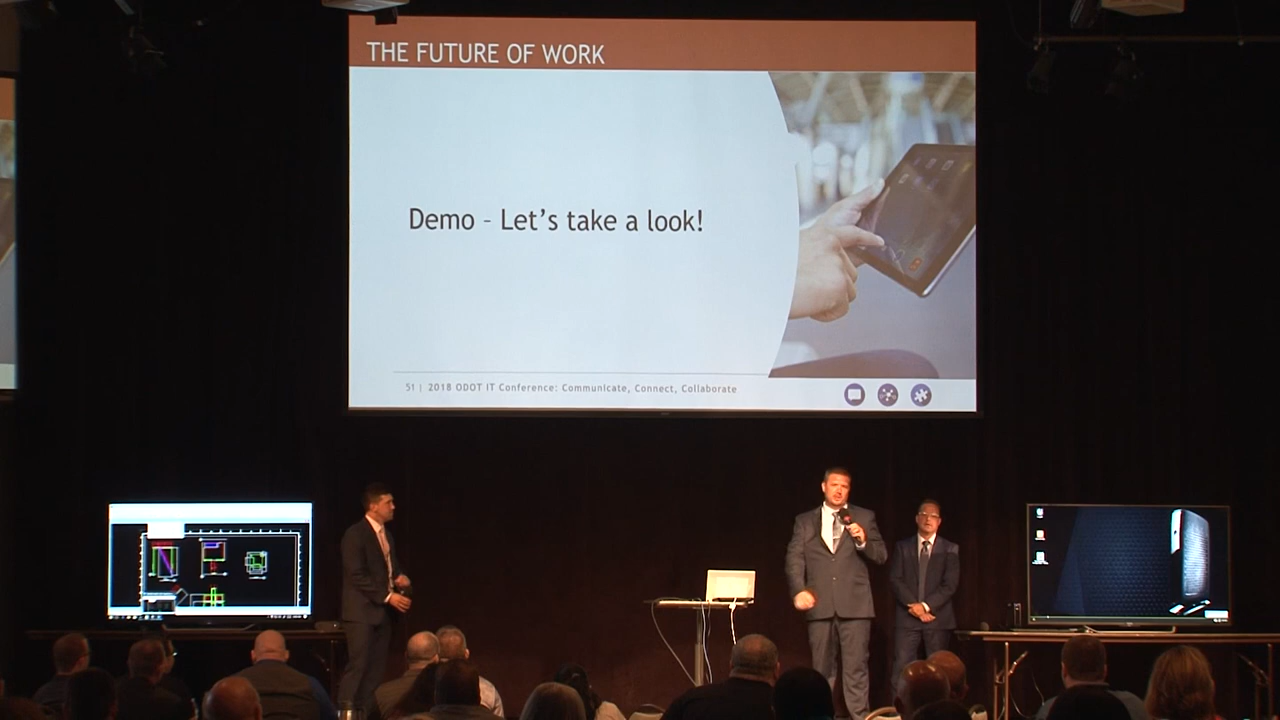 THE FUTURE OF WORK
Demo - Let's take a look!
51 | 2018 ODOT IT Conference: Communicate, Connect, Collaborate